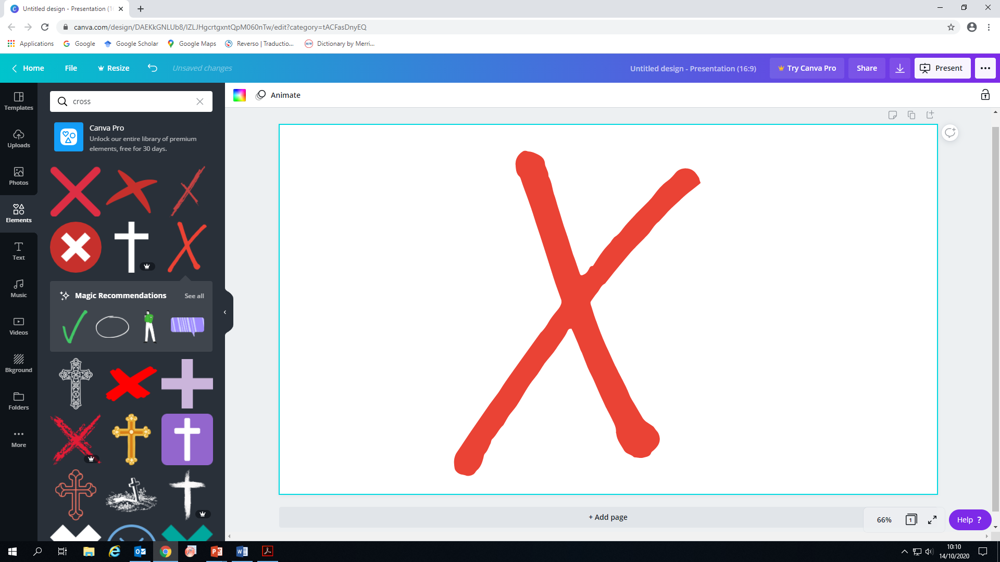 Untitled design - Presentation (1
canva.com/design/DAEKkGNLUb8/IZLJHgcrtgxntQpM060nTw/edit?category=tACFasDnyEQ
Applications Google Google Scholar Google Maps Reverso | Traductio... M-W Dictionary by Merri...
Home File Resize Unsaved changes Untitled design - Presentation (16:9) Try Canva Pro Share Present
cross
Animate
Templates
Uploads
Photos
Elements
Text
Music
Videos
Bkground
Folders
More
Canva Pro
Unlock our entire library of premium
elements, free for 30 days.
Magic Recommendations See all
+ Add page
66% 1 Help ?
10:10
14/10/2020